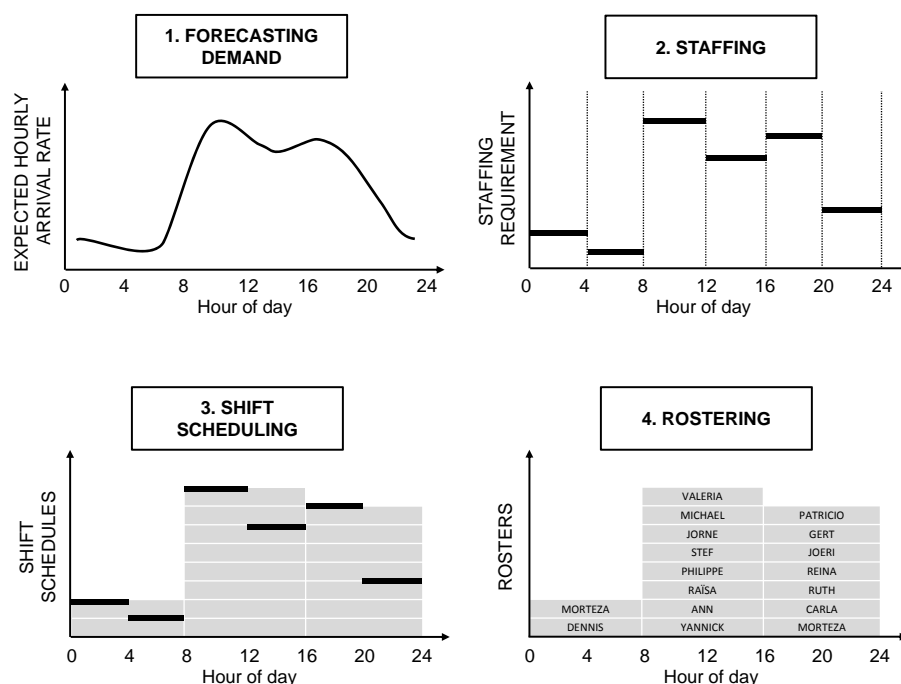 1. FORECASTING
DEMAND
EXPECTED HOURLY
ARRIVAL RATE
0 4 8 12 16 20 24
Hour of day
2. STAFFING
STAFFING
REQUIREMENT
0 4 8 12 16 20 24
Hour of day
3. SHIFT
SCHEDULING
SHIFT
SCHEDULES
0 4 8 12 16 20 24
Hour of day
4. ROSTERING
ROSTERS
VALERIA
MICHAEL PATRICIO
JORNE GERT
STEF JOERI
PHILIPPE REINA
RAÏSA RUTH
MORTEZA ANN CARLA
DENNIS YANNICK MORTEZA
0 4 8 12 16 20 24
Hour of day